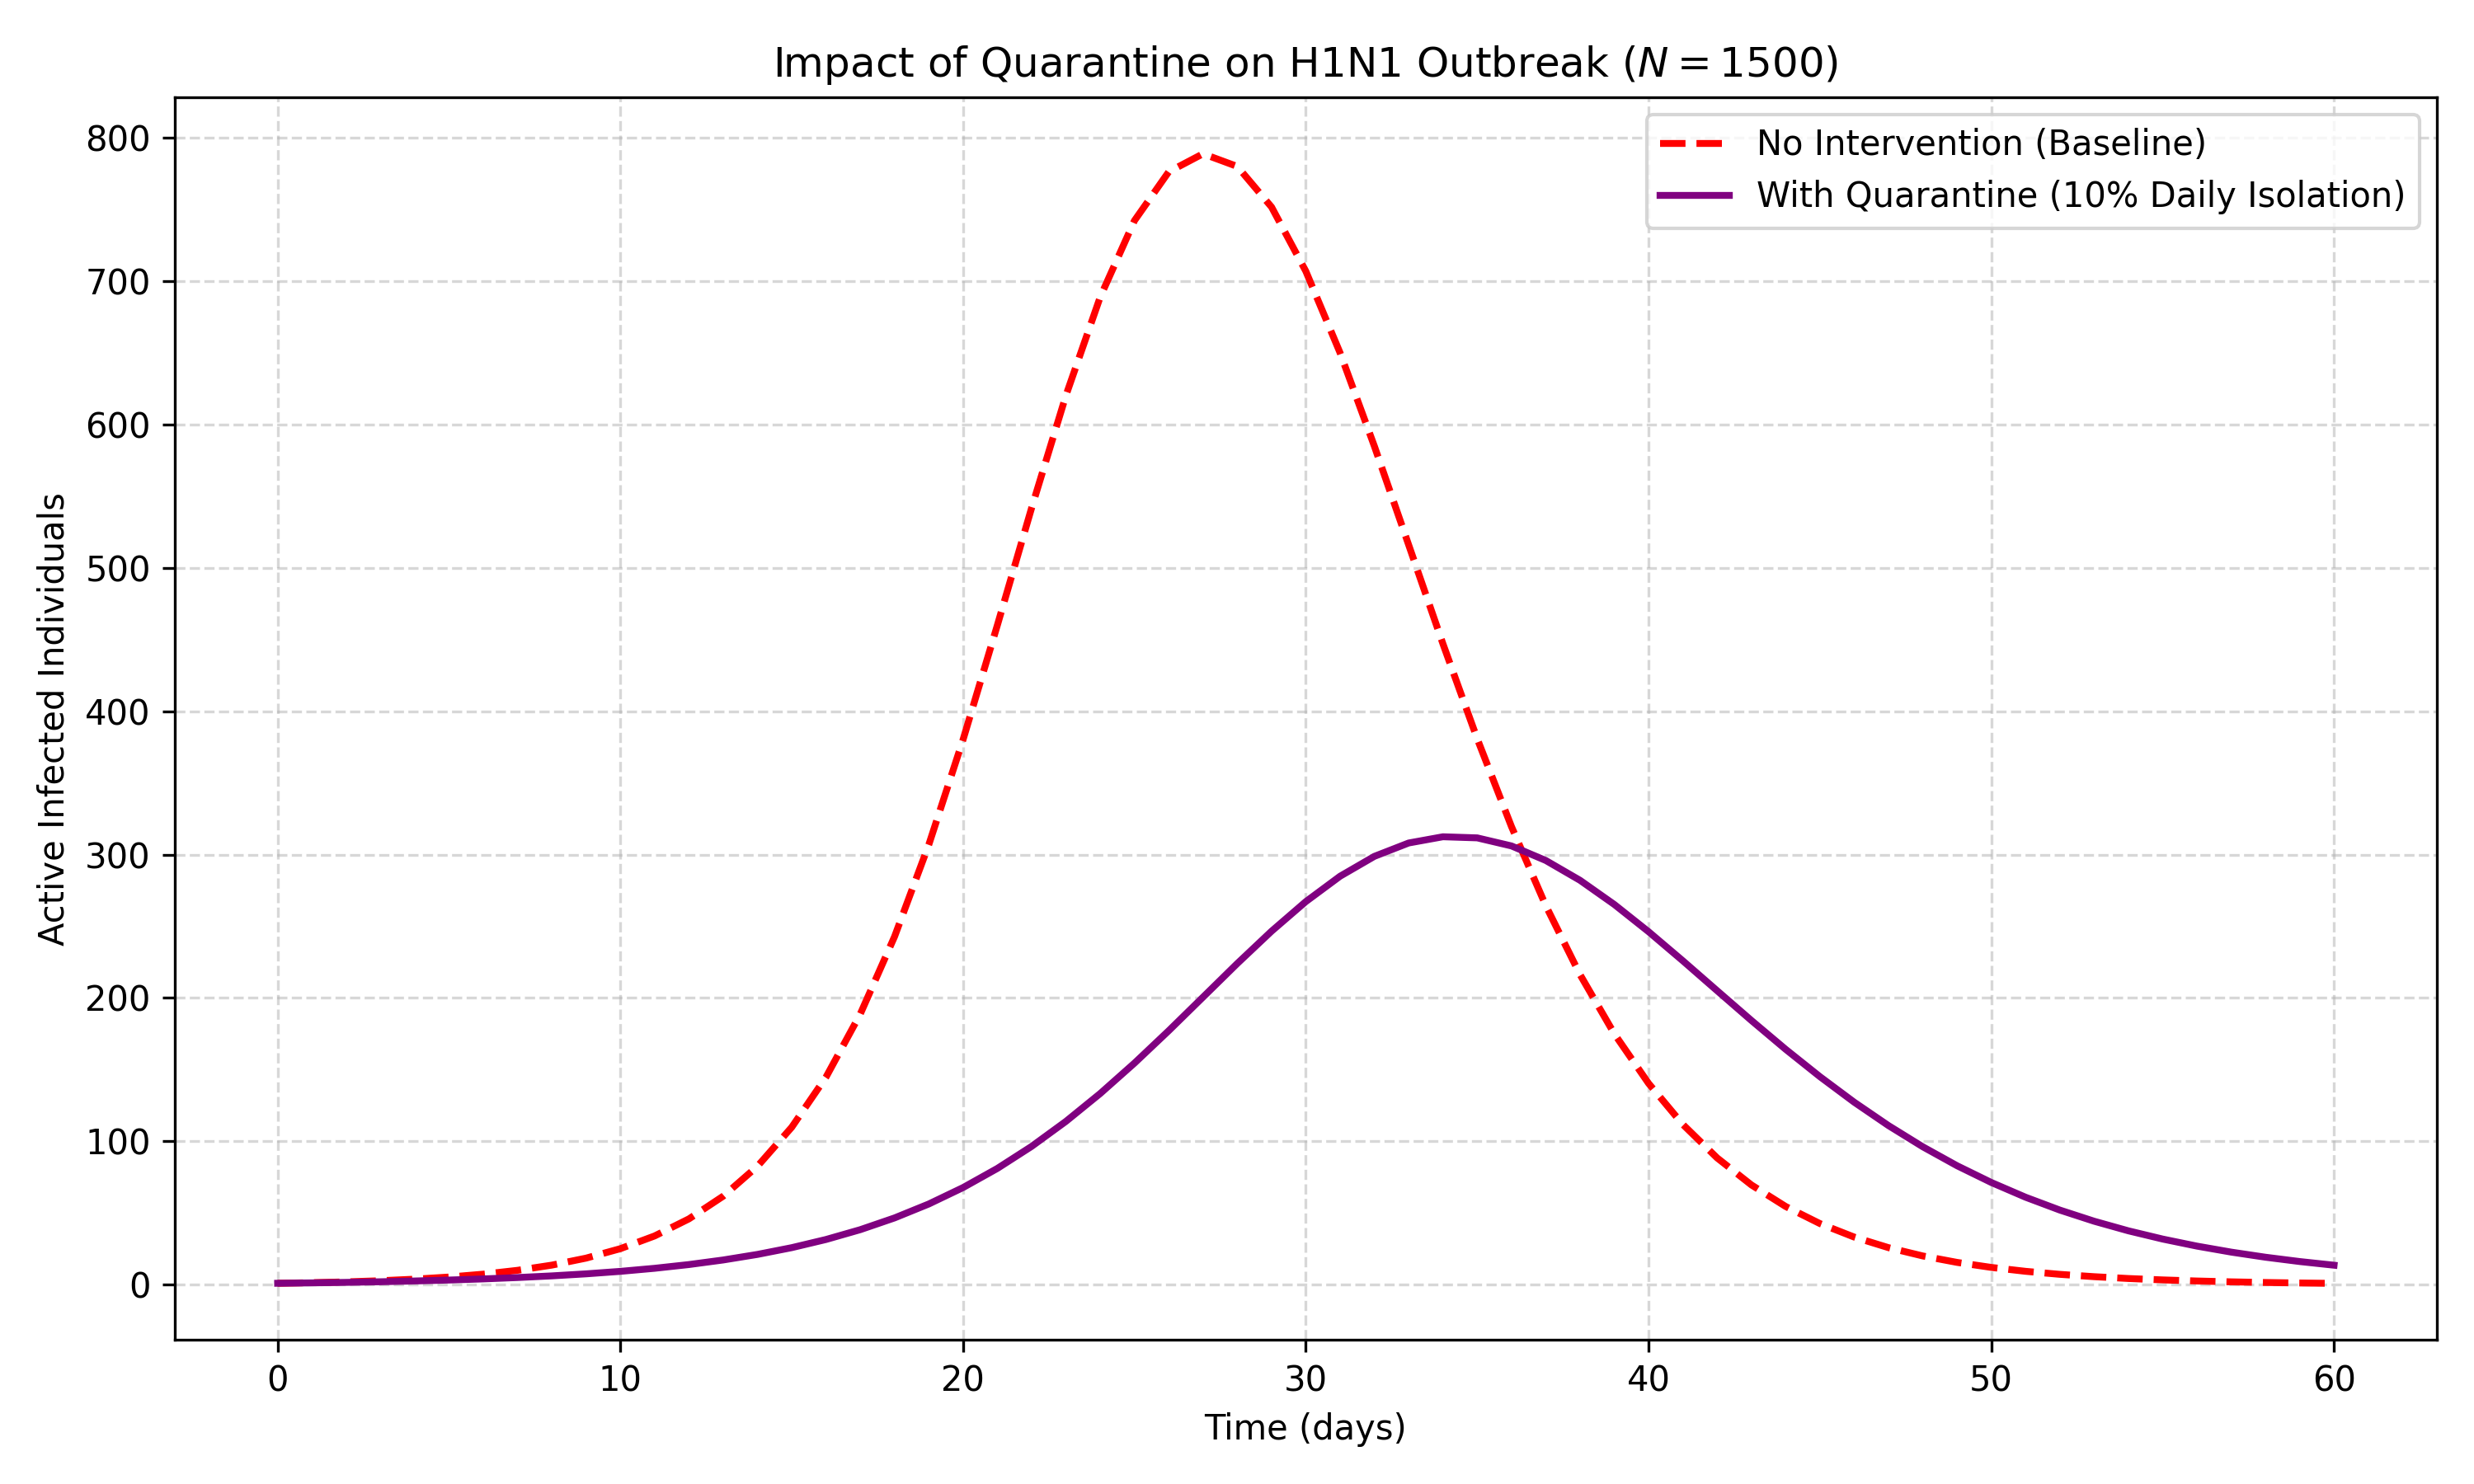 Impact of Quarantine on H1N1 Outbreak (N = 1500)
No Intervention (Baseline)
With Quarantine (10% Daily Isolation)
Active Infected Individuals
800
700
600
500
400
300
200
100
0
0 10 20 30 40 50 60
Time (days)